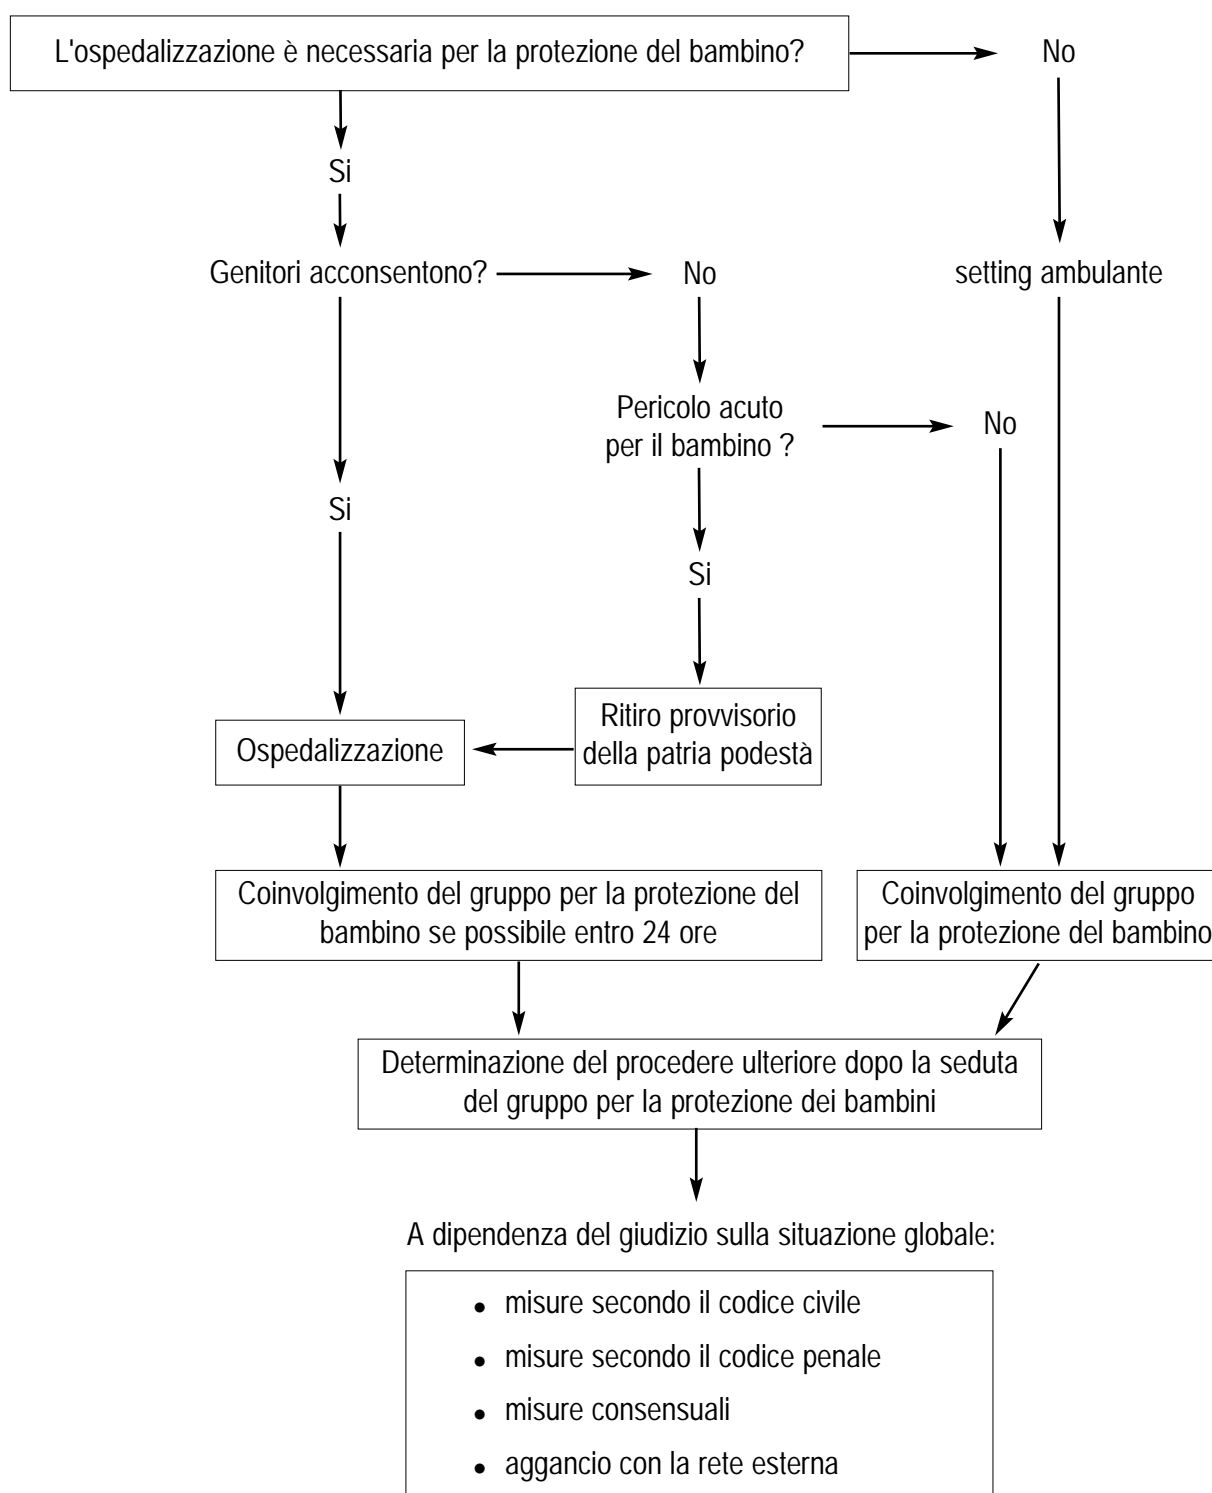 L'ospedalizzazione è necessaria per la protezione del bambino?
No
Si
Genitori acconsentono?
No
setting ambulante
Pericolo acuto
per il bambino ?
No
Si
Si
Ritiro provvisorio
della patria podestà
Ospedalizzazione
Coinvolgimento del gruppo per la protezione del
bambino se possibile entro 24 ore
Coinvolgimento del gruppo
per la protezione del bambino
Determinazione del procedere ulteriore dopo la seduta
del gruppo per la protezione dei bambini
A dipendenza del giudizio sulla situazione globale:
• misure secondo il codice civile
• misure secondo il codice penale
• misure consensuali
• aggancio con la rete esterna